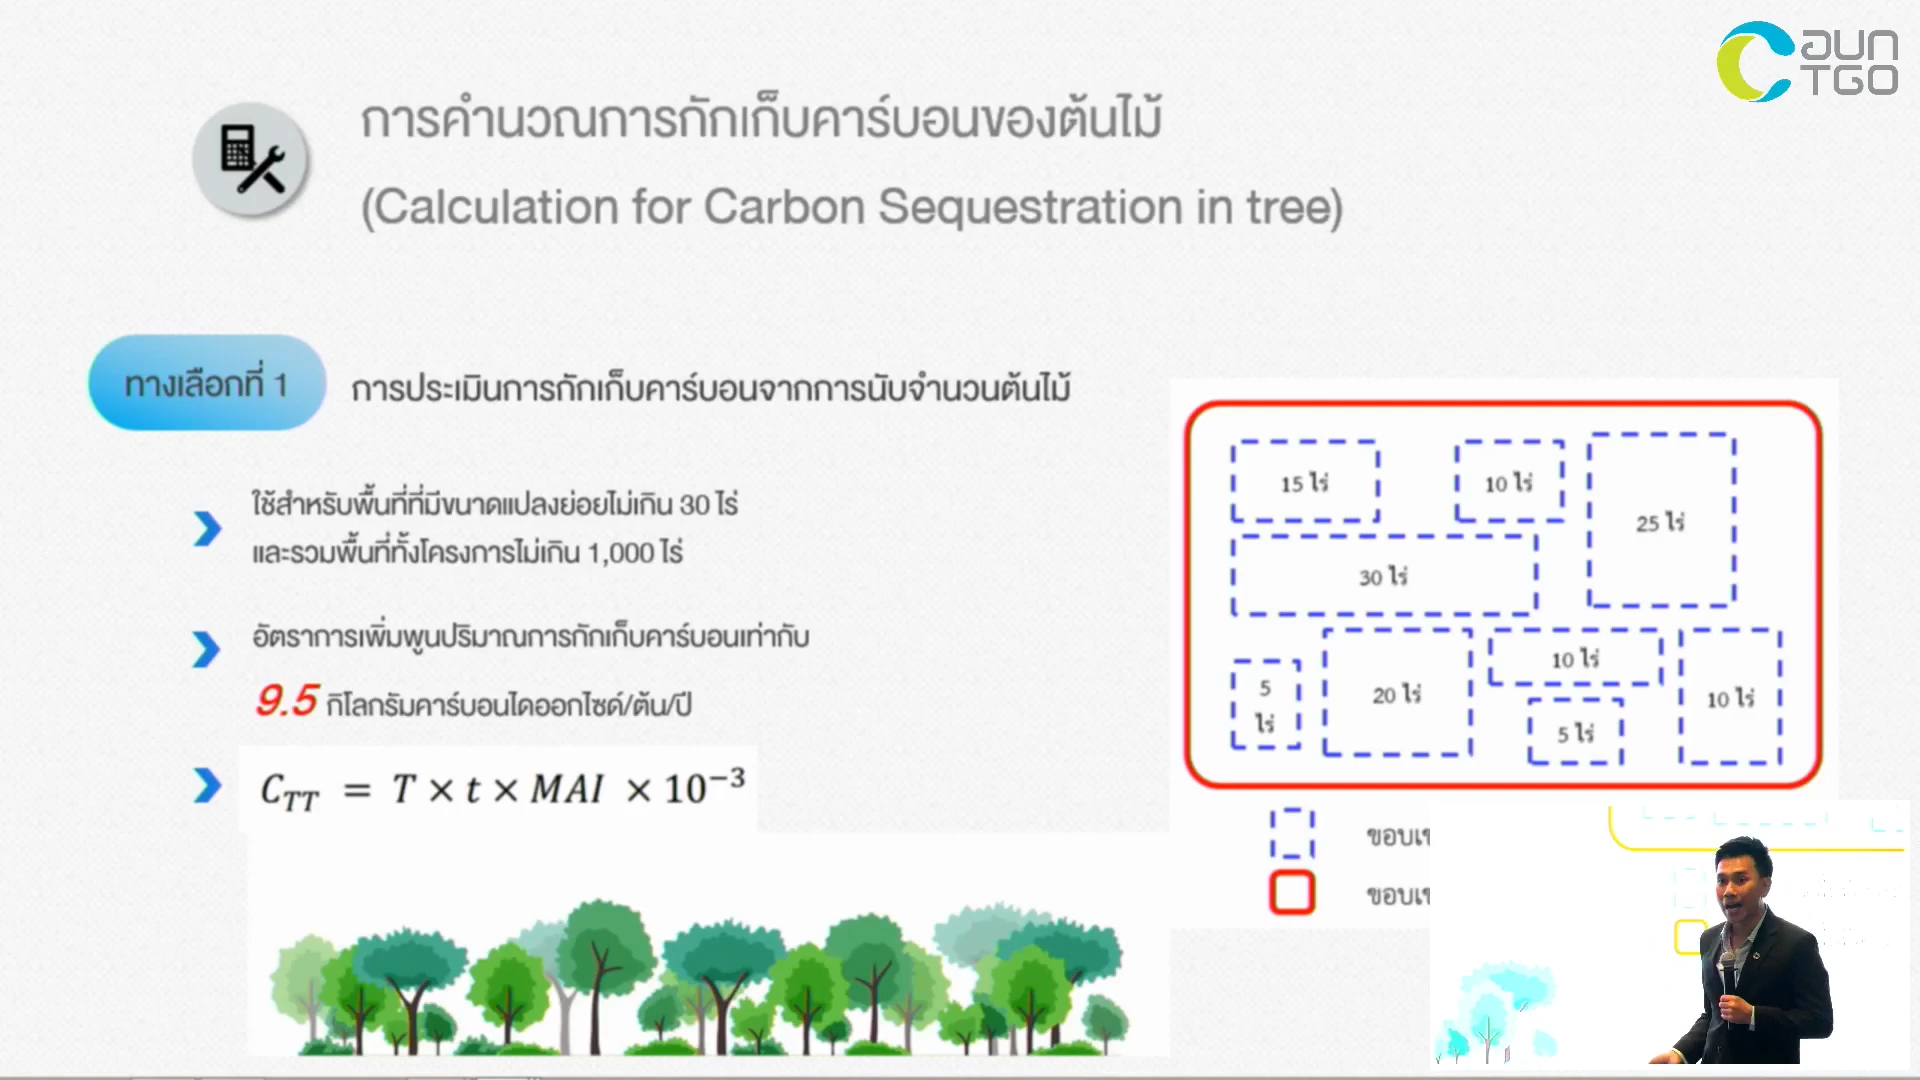 อบก
TGO
การคำนวณการกักเก็บคาร์บอนของต้นไม้
(Calculation for Carbon Sequestration in tree)
ทางเลือกที่ 1
การประเมินการกักเก็บคาร์บอนจากการนับจำนวนต้นไม้
ใช้สำหรับพื้นที่ที่มีขนาดแปลงย่อยไม่เกิน 30 ไร่
และรวมพื้นที่ทั้งโครงการไม่เกิน 1,000 ไร่
อัตราการเพิ่มพูนปริมาณการกักเก็บคาร์บอนเท่ากับ
9.5 กิโลกรัมคาร์บอนไดออกไซด์/ต้น/ปี
C_TT = T × t × MAI × 10⁻³
15 ไร่
10 ไร่
25 ไร่
30 ไร่
5
ไร่
20 ไร่
10 ไร่
5 ไร่
10 ไร่